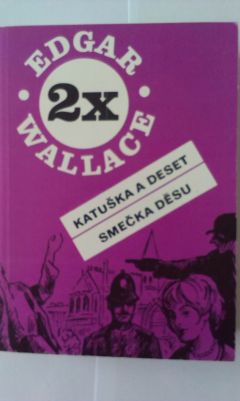 EDGAR
2x
WALLACE
KATUŠKA A DESET
SMEČKA DĚSU